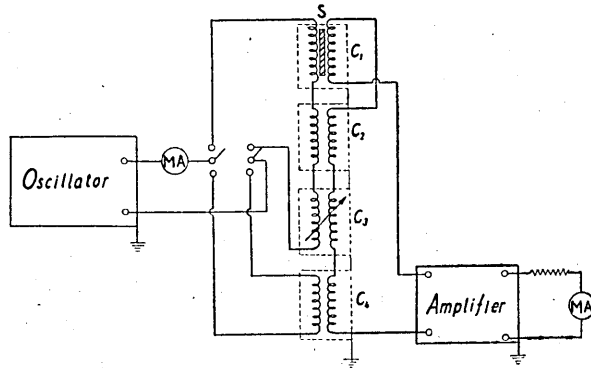 S
C₁
C₂
Oscillator
MA
C₃
C₄
Amplifier
MA